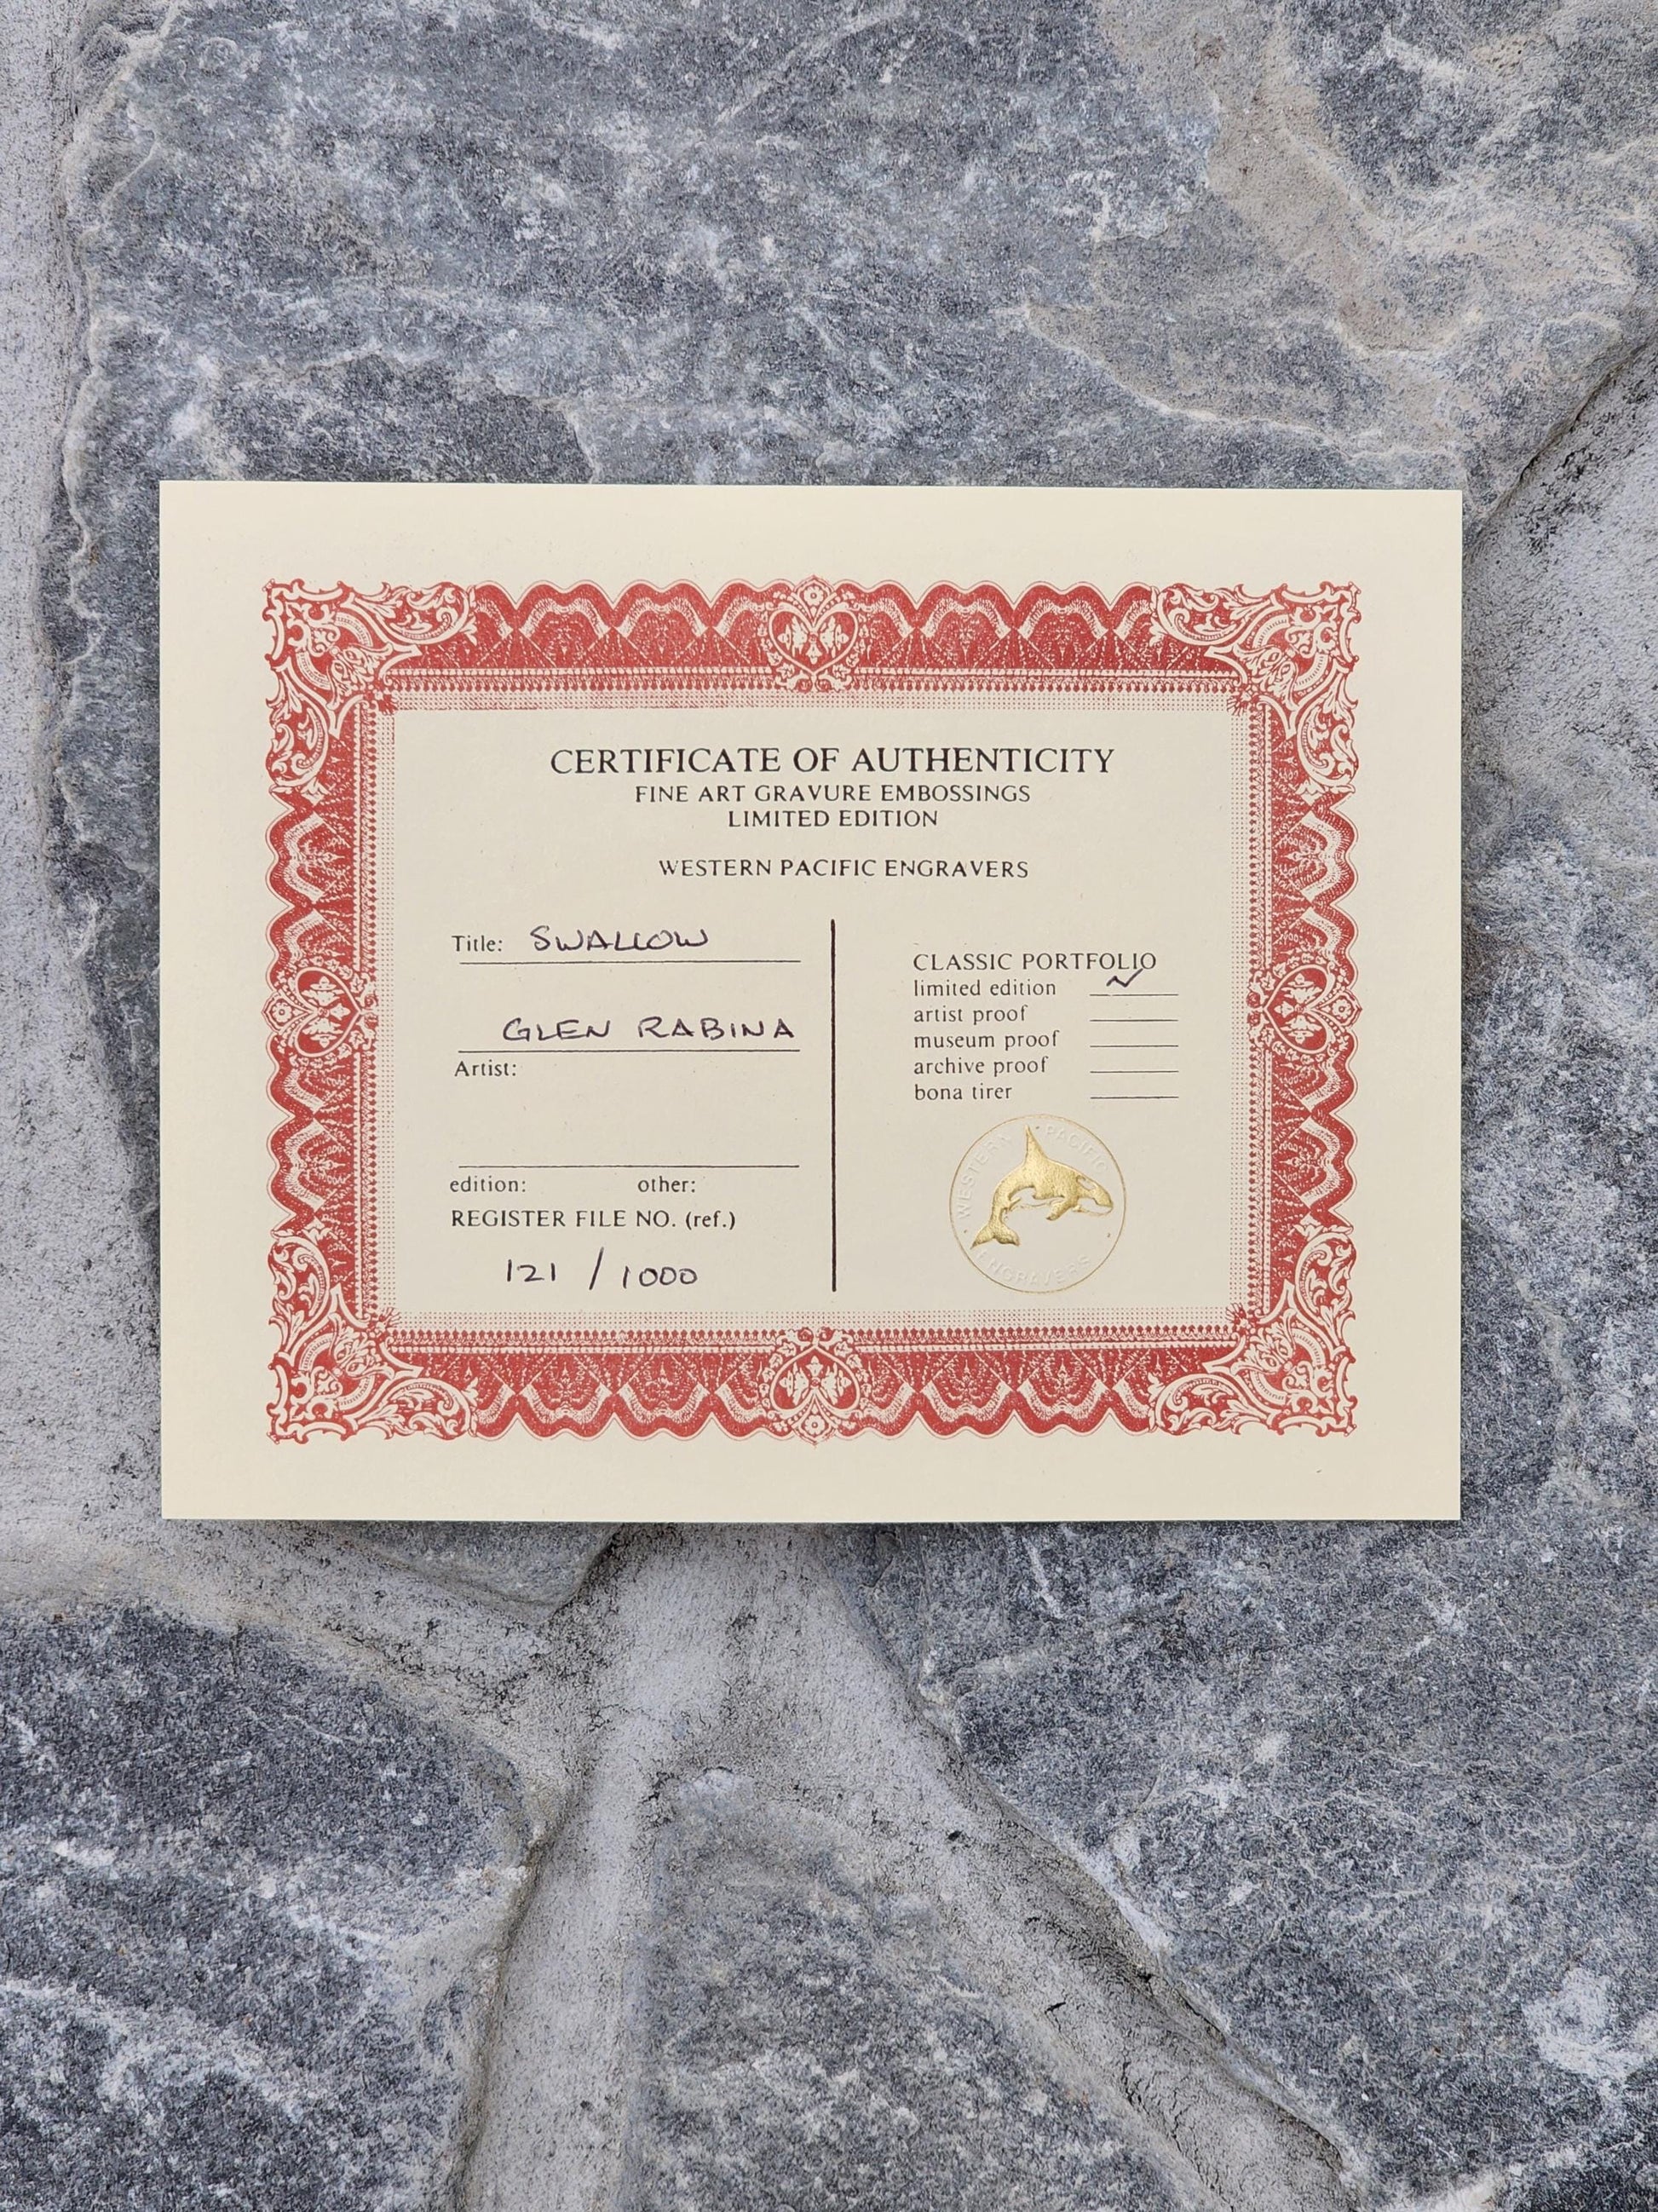 CERTIFICATE OF AUTHENTICITY
FINE ART GRAVURE EMBOSSINGS
LIMITED EDITION
WESTERN PACIFIC ENGRAVERS
Title: SWALLOW
GLEN RABINA
Artist:
edition: other:
REGISTER FILE NO. (ref.)
121 / 1000
CLASSIC PORTFOLIO
limited edition ✓
artist proof
museum proof
archive proof
bona tirer
WESTERN PACIFIC
ENGRAVERS